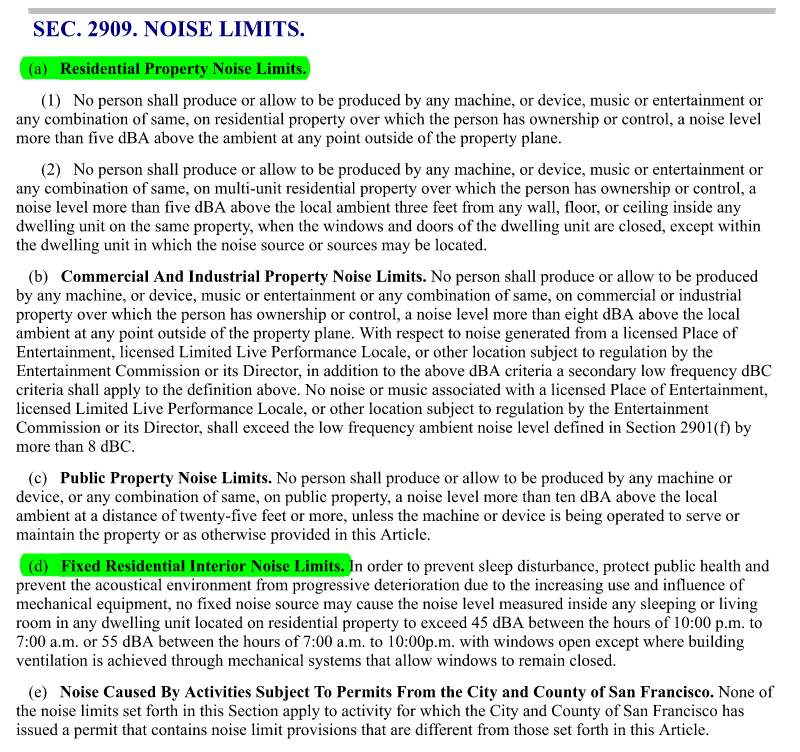 SEC. 2909. NOISE LIMITS.
(a) Residential Property Noise Limits.
(1) No person shall produce or allow to be produced by any machine, or device, music or entertainment or
any combination of same, on residential property over which the person has ownership or control, a noise level
more than five dBA above the ambient at any point outside of the property plane.
(2) No person shall produce or allow to be produced by any machine, or device, music or entertainment or
any combination of same, on multi-unit residential property over which the person has ownership or control, a
noise level more than five dBA above the local ambient three feet from any wall, floor, or ceiling inside any
dwelling unit on the same property, when the windows and doors of the dwelling unit are closed, except within
the dwelling unit in which the noise source or sources may be located.
(b) Commercial And Industrial Property Noise Limits. No person shall produce or allow to be produced
by any machine, or device, music or entertainment or any combination of same, on commercial or industrial
property over which the person has ownership or control, a noise level more than eight dBA above the local
ambient at any point outside of the property plane. With respect to noise generated from a licensed Place of
Entertainment, licensed Limited Live Performance Locale, or other location subject to regulation by the
Entertainment Commission or its Director, in addition to the above dBA criteria a secondary low frequency dBC
criteria shall apply to the definition above. No noise or music associated with a licensed Place of Entertainment,
licensed Limited Live Performance Locale, or other location subject to regulation by the Entertainment
Commission or its Director, shall exceed the low frequency ambient noise level defined in Section 2901(f) by
more than 8 dBC.
(c) Public Property Noise Limits. No person shall produce or allow to be produced by any machine or
device, or any combination of same, on public property, a noise level more than ten dBA above the local
ambient at a distance of twenty-five feet or more, unless the machine or device is being operated to serve or
maintain the property or as otherwise provided in this Article.
(d) Fixed Residential Interior Noise Limits. In order to prevent sleep disturbance, protect public health and
prevent the acoustical environment from progressive deterioration due to the increasing use and influence of
mechanical equipment, no fixed noise source may cause the noise level measured inside any sleeping or living
room in any dwelling unit located on residential property to exceed 45 dBA between the hours of 10:00 p.m. to
7:00 a.m. or 55 dBA between the hours of 7:00 a.m. to 10:00p.m. with windows open except where building
ventilation is achieved through mechanical systems that allow windows to remain closed.
(e) Noise Caused By Activities Subject To Permits From the City and County of San Francisco. None of
the noise limits set forth in this Section apply to activity for which the City and County of San Francisco has
issued a permit that contains noise limit provisions that are different from those set forth in this Article.